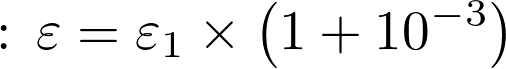 : ε = ε₁ × (1 + 10⁻³)